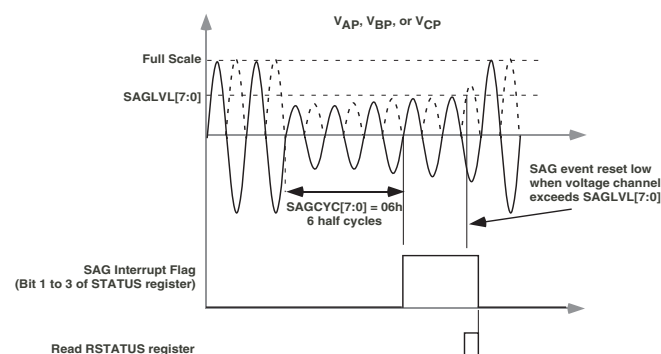 VAP, VBP, or VCP
Full Scale
SAGLVL[7:0]
SAG event reset low
when voltage channel
exceeds SAGLVL[7:0]
SAGCYC[7:0] = 06h
6 half cycles
SAG Interrupt Flag
(Bit 1 to 3 of STATUS register)
Read RSTATUS register